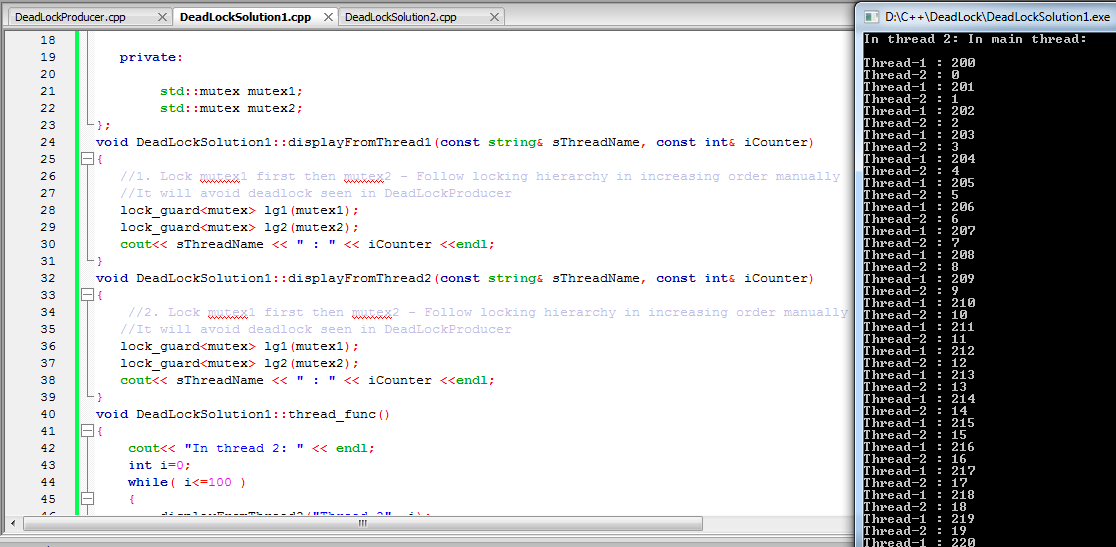 DeadLockProducer.cpp
DeadLockSolution1.cpp
DeadLockSolution2.cpp
18
19 private:
20
21 std::mutex mutex1;
22 std::mutex mutex2;
23 };
24 void DeadLockSolution1::displayFromThread1(const string& sThreadName, const int& iCounter)
25 {
26 //1. Lock mutex1 first then mutex2 - Follow locking hierarchy in increasing order manually
27 //It will avoid deadlock seen in DeadLockProducer
28 lock_guard<mutex> lg1(mutex1);
29 lock_guard<mutex> lg2(mutex2);
30 cout<< sThreadName << " : " << iCounter <<endl;
31 }
32 void DeadLockSolution1::displayFromThread2(const string& sThreadName, const int& iCounter)
33 {
34 //2. Lock mutex1 first then mutex2 - Follow locking hierarchy in increasing order manually
35 //It will avoid deadlock seen in DeadLockProducer
36 lock_guard<mutex> lg1(mutex1);
37 lock_guard<mutex> lg2(mutex2);
38 cout<< sThreadName << " : " << iCounter <<endl;
39 }
40 void DeadLockSolution1::thread_func()
41 {
42 cout<< "In thread 2: " << endl;
43 int i=0;
44 while( i<=100 )
45 {
D:\C++\DeadLock\DeadLockSolution1.exe
In thread 2: In main thread:
Thread-1 : 200
Thread-2 : 0
Thread-1 : 201
Thread-2 : 1
Thread-1 : 202
Thread-2 : 2
Thread-1 : 203
Thread-2 : 3
Thread-1 : 204
Thread-2 : 4
Thread-1 : 205
Thread-2 : 5
Thread-1 : 206
Thread-2 : 6
Thread-1 : 207
Thread-2 : 7
Thread-1 : 208
Thread-2 : 8
Thread-1 : 209
Thread-2 : 9
Thread-1 : 210
Thread-2 : 10
Thread-1 : 211
Thread-2 : 11
Thread-1 : 212
Thread-2 : 12
Thread-1 : 213
Thread-2 : 13
Thread-1 : 214
Thread-2 : 14
Thread-1 : 215
Thread-2 : 15
Thread-1 : 216
Thread-2 : 16
Thread-1 : 217
Thread-2 : 17
Thread-1 : 218
Thread-2 : 18
Thread-1 : 219
Thread-2 : 19
Thread-1 : 220